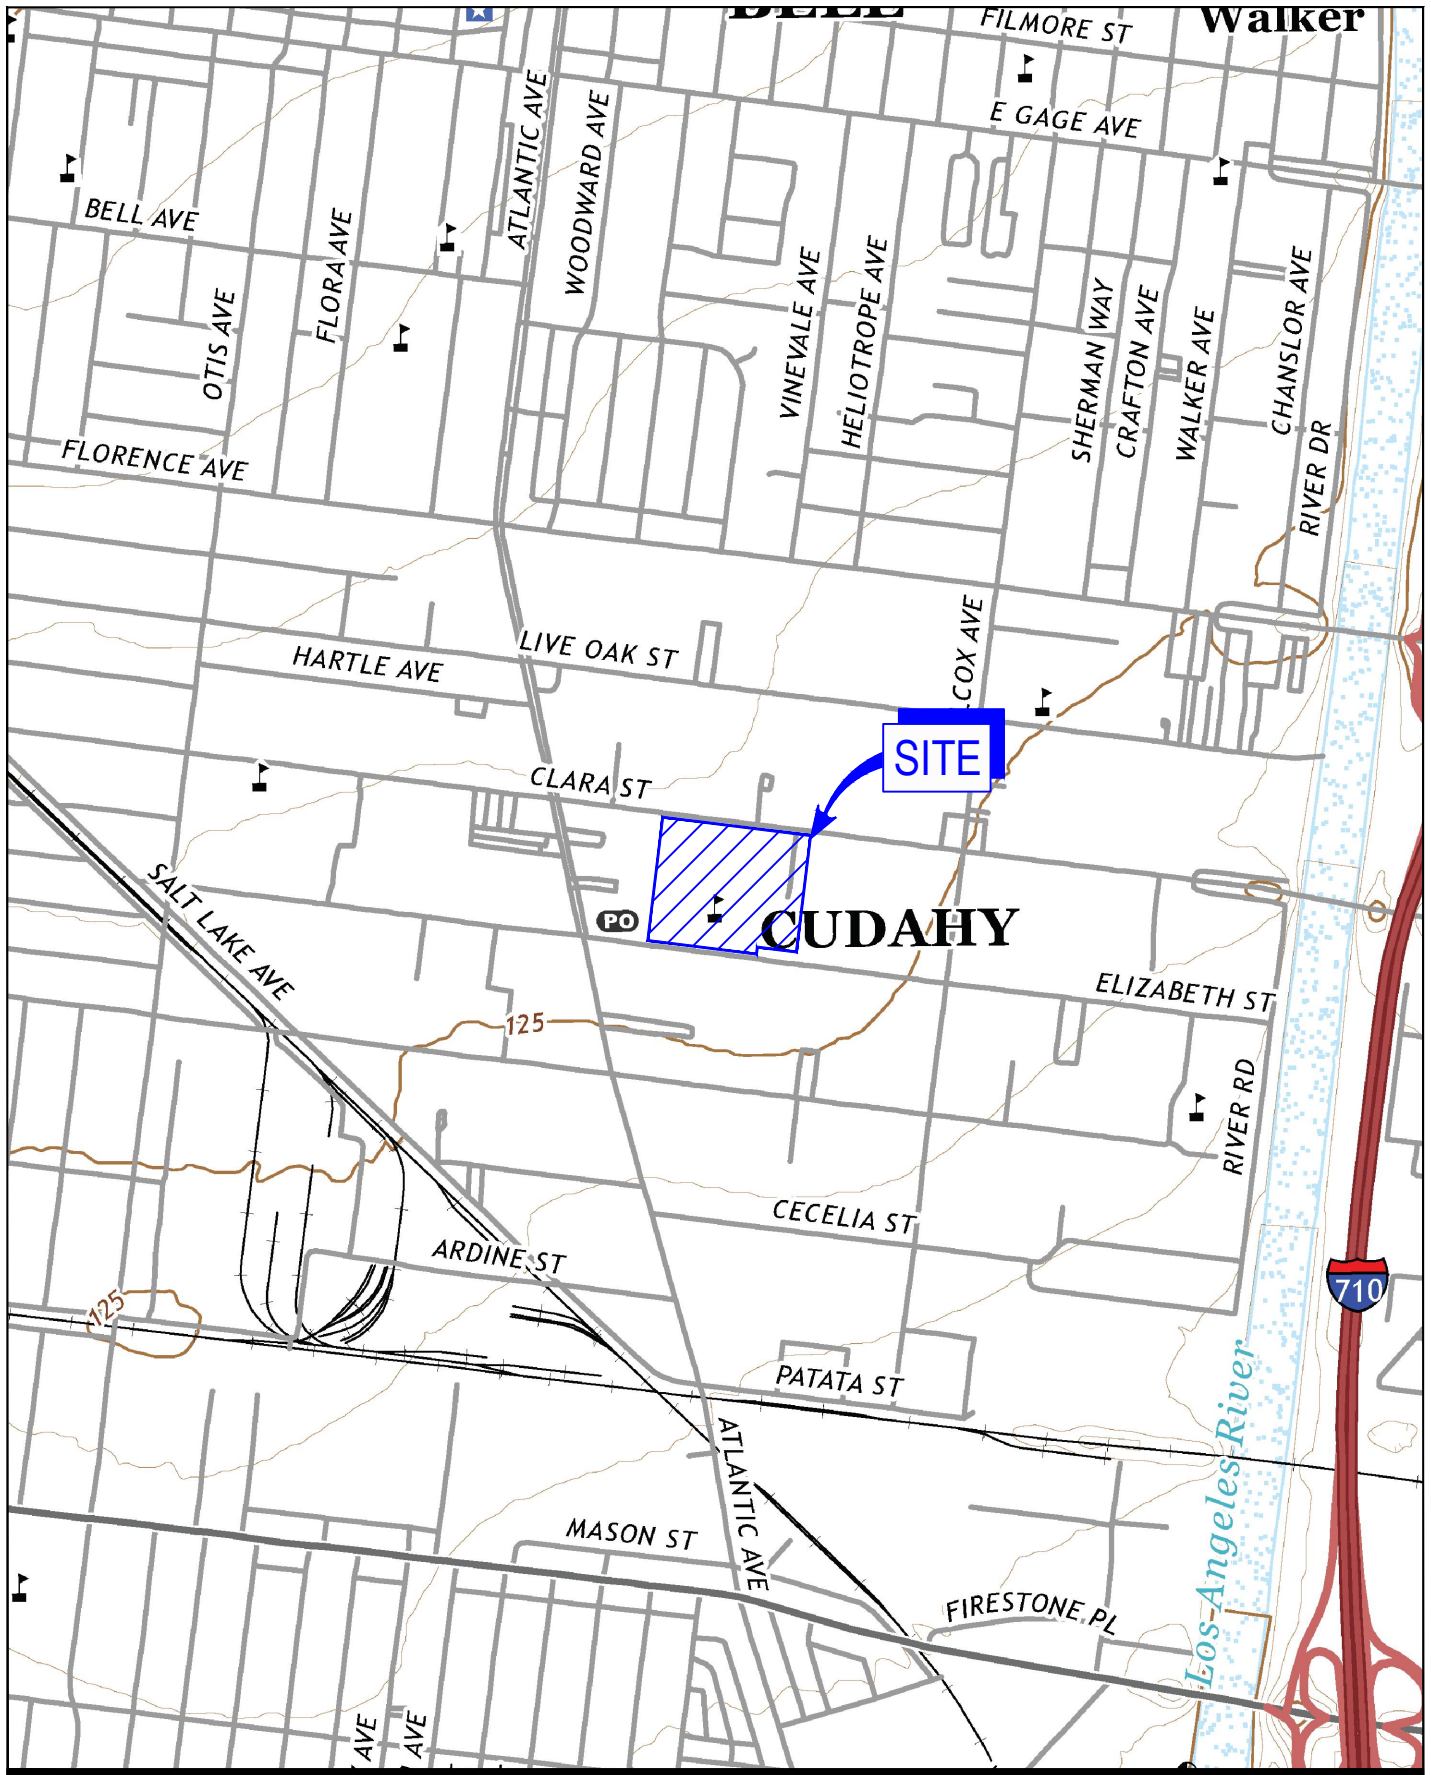 BELL
Walker
FILMORE ST
E GAGE AVE
ATLANTIC AVE
WOODWARD AVE
BELL AVE
FLORA AVE
OTIS AVE
VINEVALE AVE
HELIOTROPE AVE
SHERMAN WAY
CRAFTON AVE
WALKER AVE
CHANSLOR AVE
RIVER DR
FLORENCE AVE
LIVE OAK ST
HARTLE AVE
COX AVE
SITE
CLARA ST
SALT LAKE AVE
PO
CUDAHY
ELIZABETH ST
125
RIVER RD
CECELIA ST
ARDINE ST
125
710
PATATA ST
Los Angeles River
ATLANTIC AVE
MASON ST
FIRESTONE PL
AVE
AVE